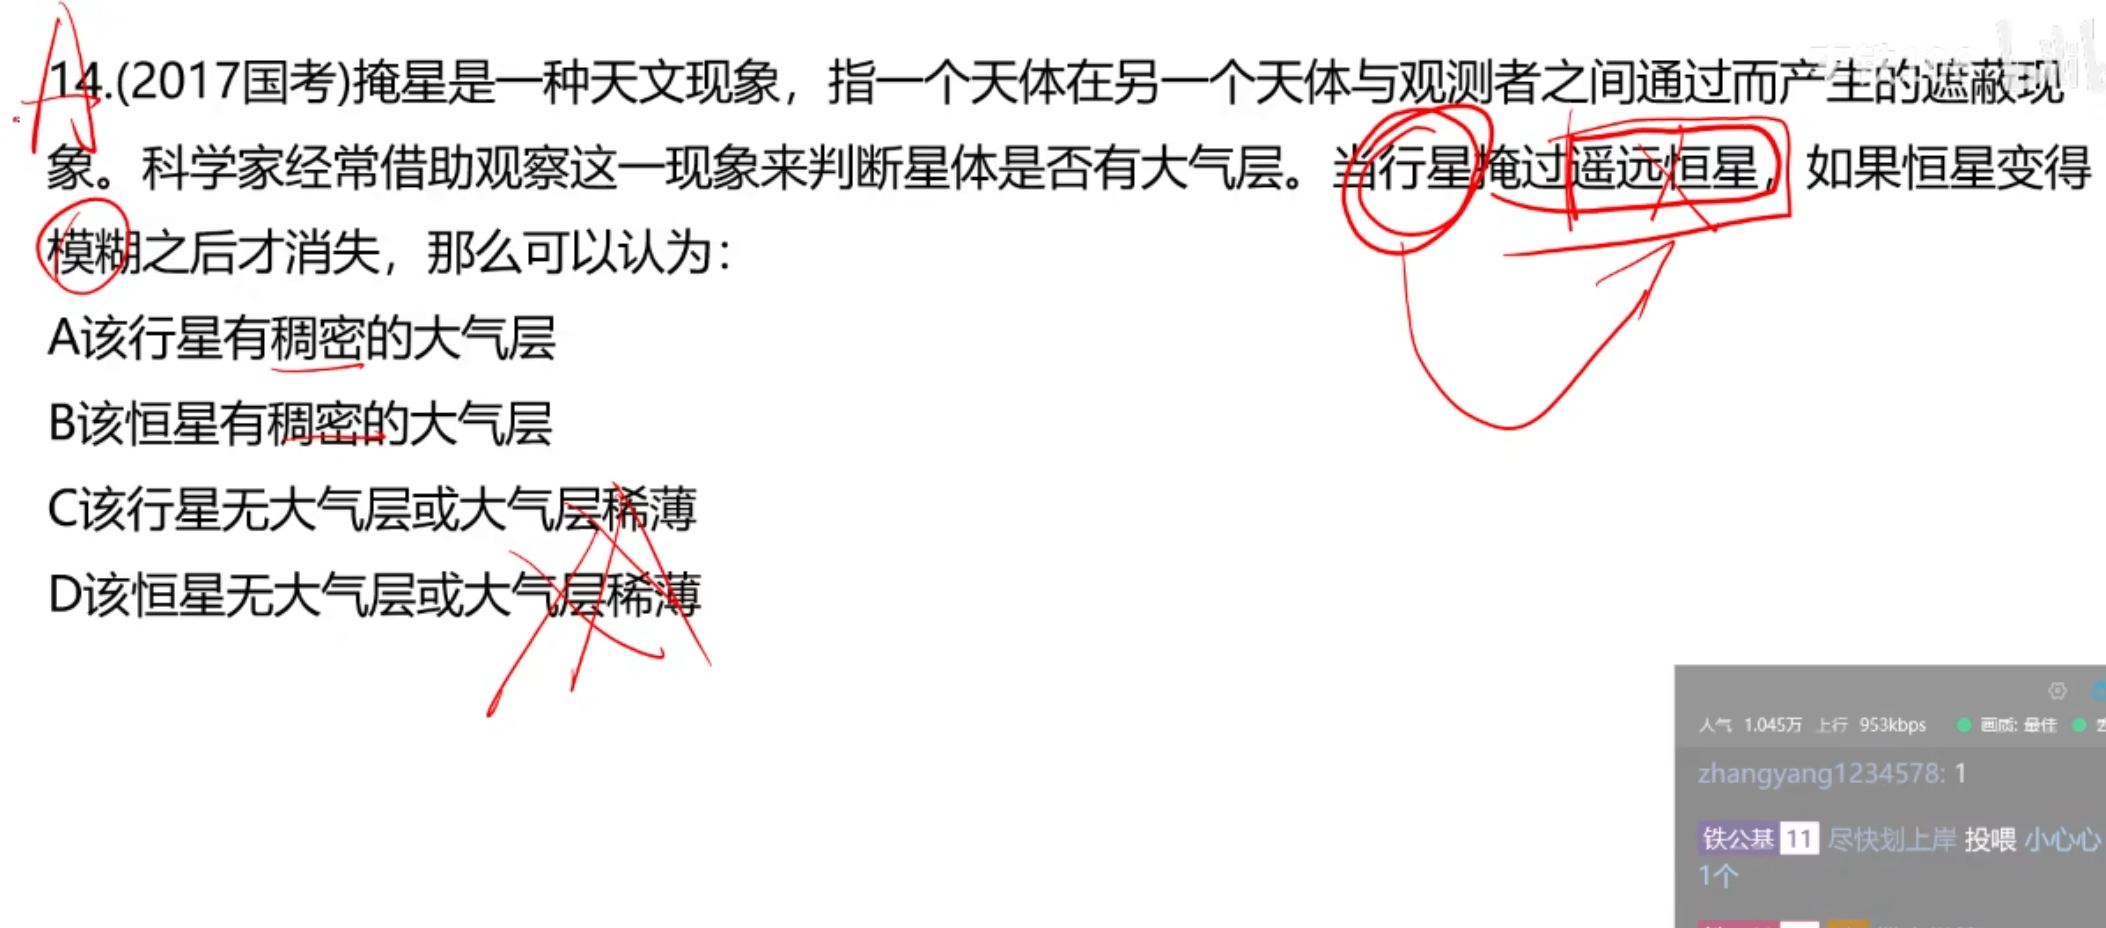 A
14.(2017国考)掩星是一种天文现象，指一个天体在另一个天体与观测者之间通过而产生的遮蔽现
象。科学家经常借助观察这一现象来判断星体是否有大气层。当行星掩过遥远恒星，如果恒星变得
模糊之后才消失，那么可以认为：
A该行星有稠密的大气层
B该恒星有稠密的大气层
C该行星无大气层或大气层稀薄
D该恒星无大气层或大气层稀薄
人气 1.045万 上行 953kbps 画质: 最佳
zhangyang1234578: 1
铁公基 11 尽快划上岸 投喂 小心心
1个